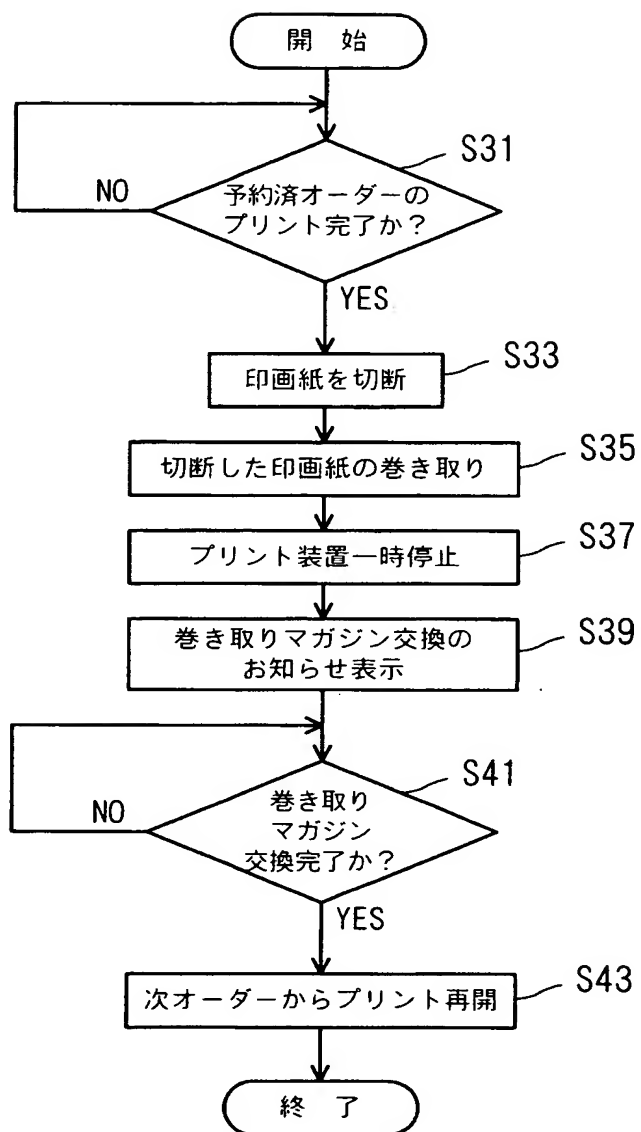 開 始
S31
予約済オーダーの
プリント完了か？
NO
YES
S33
印画紙を切断
S35
切断した印画紙の巻き取り
S37
プリント装置一時停止
S39
巻き取りマガジン交換の
お知らせ表示
S41
巻き取り
マガジン
交換完了か？
NO
YES
S43
次オーダーからプリント再開
終 了